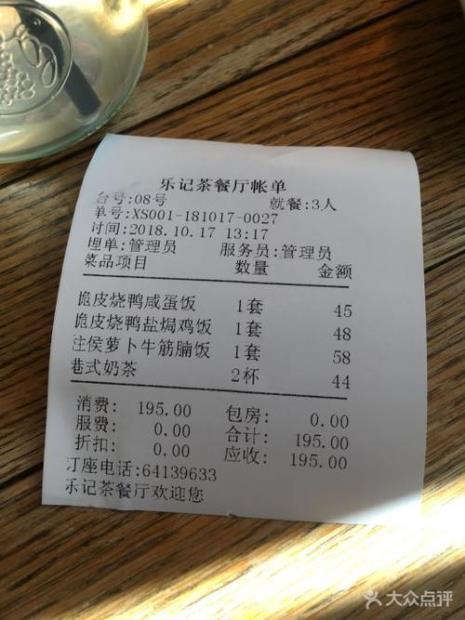 乐记茶餐厅帐单
台号:08号 就餐:3人
单号:XS001-181017-0027
时间:2018.10.17 13:17
埋单:管理员 服务员:管理员
菜品项目 数量 金额
脆皮烧鸭咸蛋饭 1套 45
脆皮烧鸭盐焗鸡饭 1套 48
注侯萝卜牛筋腩饭 1套 58
巷式奶茶 2杯 44
消费: 195.00 包房: 0.00
服费: 0.00 合计: 195.00
折扣: 0.00 应收: 195.00
订座电话:64139633
乐记茶餐厅欢迎您
大众点评